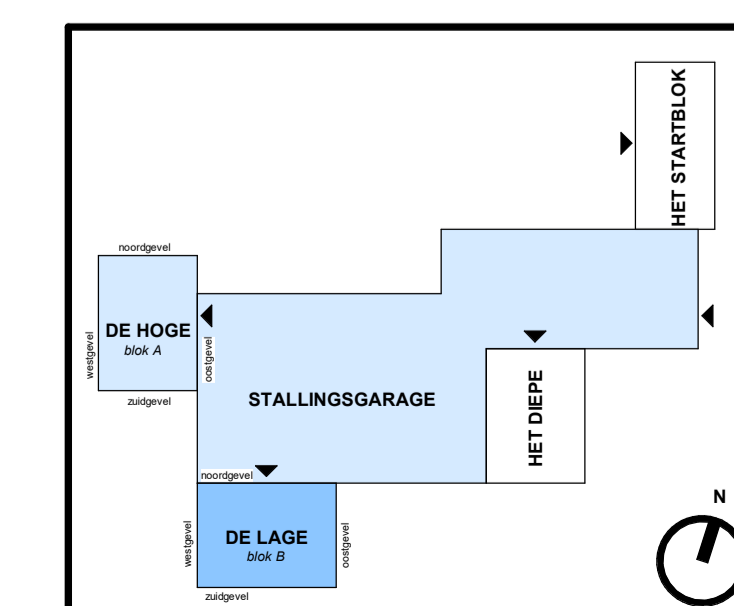 HET STARTBLOK
noordgevel
DE HOGE
blok A
westgevel
oostgevel
zuidgevel
STALLINGSGARAGE
HET DIEPE
noordgevel
DE LAGE
blok B
westgevel
oostgevel
zuidgevel
N